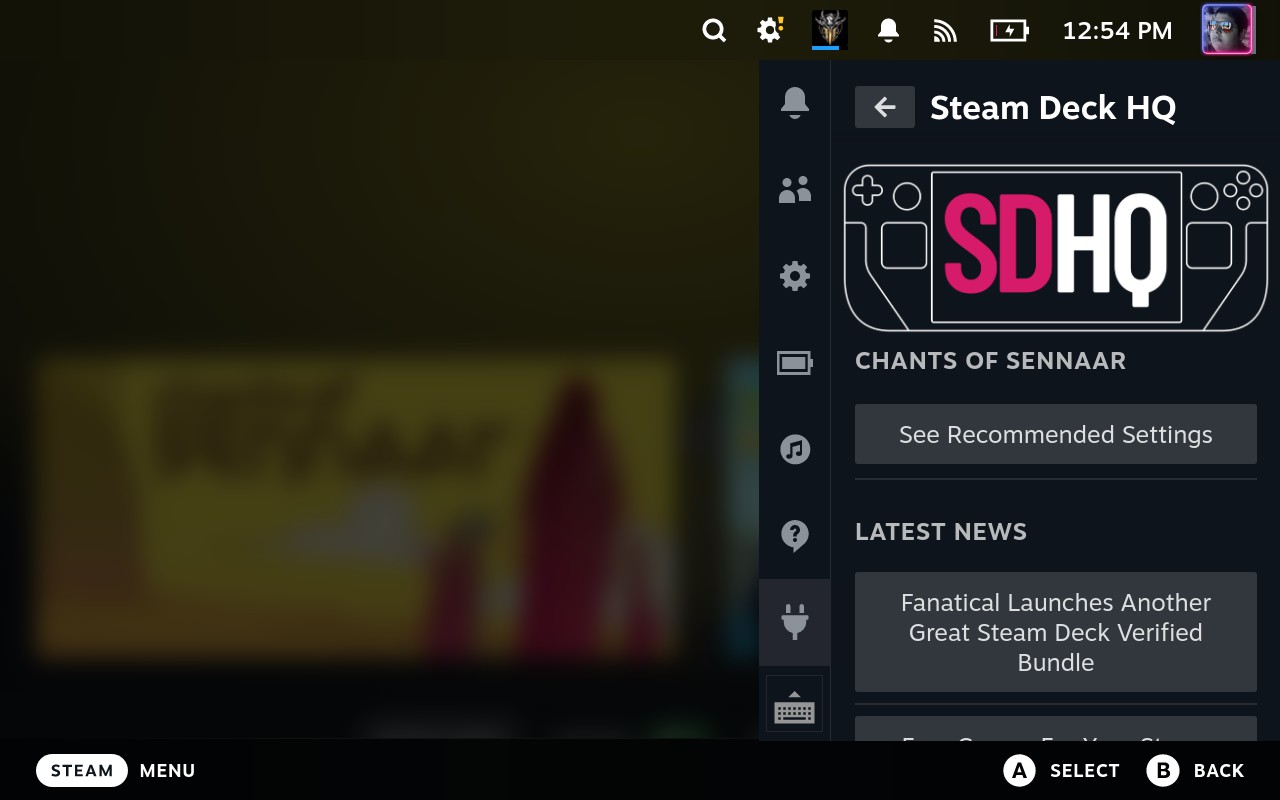 12:54 PM
Steam Deck HQ
SDHQ
CHANTS OF SENNAAR
See Recommended Settings
LATEST NEWS
Fanatical Launches Another
Great Steam Deck Verified
Bundle
STEAM MENU
A SELECT B BACK